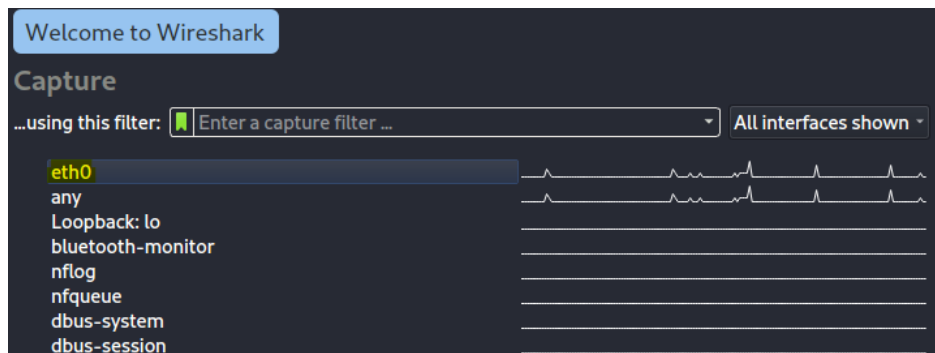 Welcome to Wireshark
Capture
...using this filter: Enter a capture filter ... All interfaces shown
eth0
any
Loopback: lo
bluetooth-monitor
nflog
nfqueue
dbus-system
dbus-session